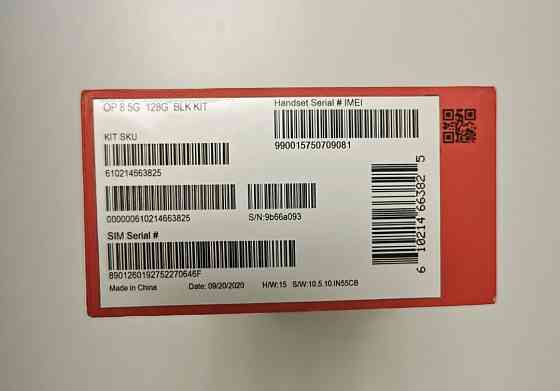 OP 8 5G 128G BLK KIT
Handset Serial # IMEI
990015750709081
KIT SKU
610214663825
000000610214663825
S/N:9b66a093
6 10214 66382 5
SIM Serial #
8901260192752270646F
Made in China Date: 09/20/2020 H/W:15 S/W:10.5.10.IN55CB